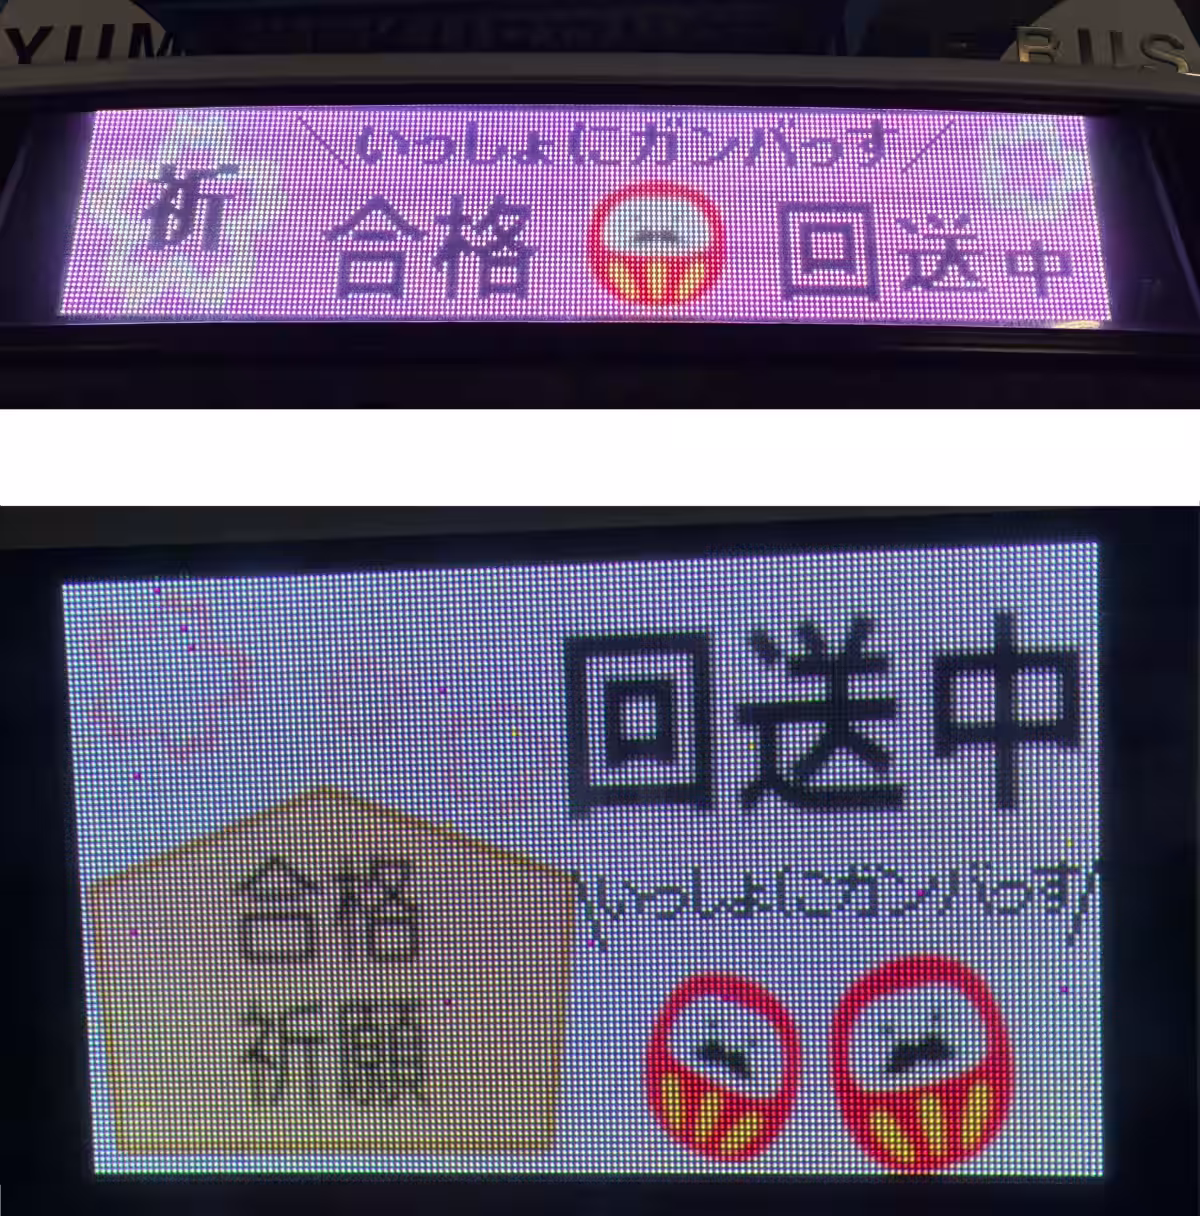 YUM
BUS
\いっしょにガンバっす/
祈 合格 回送中
回送中
\いっしょにガンバっす/
合格
祈願